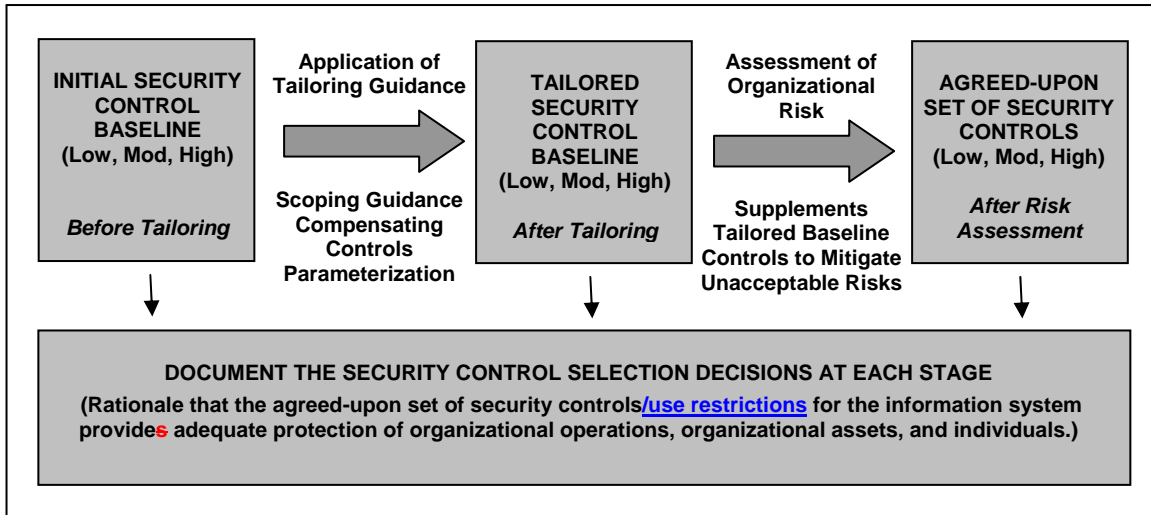 INITIAL SECURITY
CONTROL
BASELINE
(Low, Mod, High)
Before Tailoring
Application of
Tailoring Guidance
Scoping Guidance
Compensating
Controls
Parameterization
TAILORED
SECURITY
CONTROL
BASELINE
(Low, Mod, High)
After Tailoring
Assessment of
Organizational
Risk
Supplements
Tailored Baseline
Controls to Mitigate
Unacceptable Risks
AGREED-UPON
SET OF SECURITY
CONTROLS
(Low, Mod, High)
After Risk
Assessment
DOCUMENT THE SECURITY CONTROL SELECTION DECISIONS AT EACH STAGE
(Rationale that the agreed-upon set of security controls/use restrictions for the information system
provides adequate protection of organizational operations, organizational assets, and individuals.)